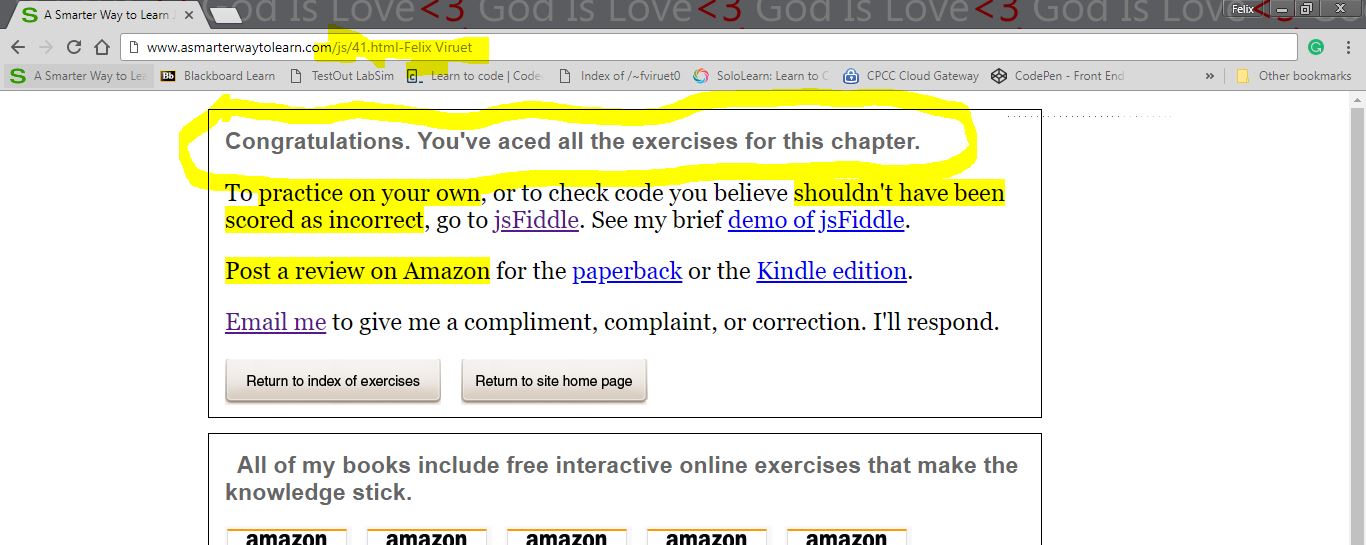 God Is Love<3 God Is Love<3 God Is Love<3 Go
A Smarter Way to Learn J
Felix
www.asmarterwaytolearn.com/js/41.html-Felix Viruet
A Smarter Way to Lea Blackboard Learn TestOut LabSim Learn to code | Code Index of /~fviruet0 SoloLearn: Learn to C CPCC Cloud Gateway CodePen - Front End » Other bookmarks
Congratulations. You've aced all the exercises for this chapter.
To practice on your own, or to check code you believe shouldn't have been
scored as incorrect, go to jsFiddle. See my brief demo of jsFiddle.
Post a review on Amazon for the paperback or the Kindle edition.
Email me to give me a compliment, complaint, or correction. I'll respond.
Return to index of exercises Return to site home page
All of my books include free interactive online exercises that make the
knowledge stick.
amazon amazon amazon amazon amazon